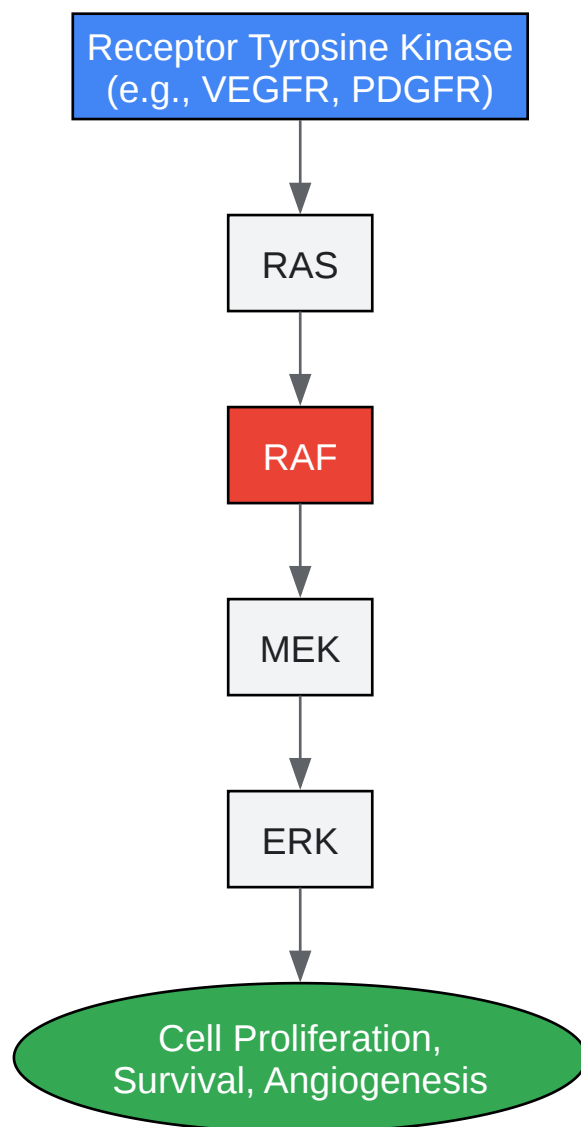 Receptor Tyrosine Kinase
(e.g., VEGFR, PDGFR)
RAS
RAF
MEK
ERK
Cell Proliferation,
Survival, Angiogenesis